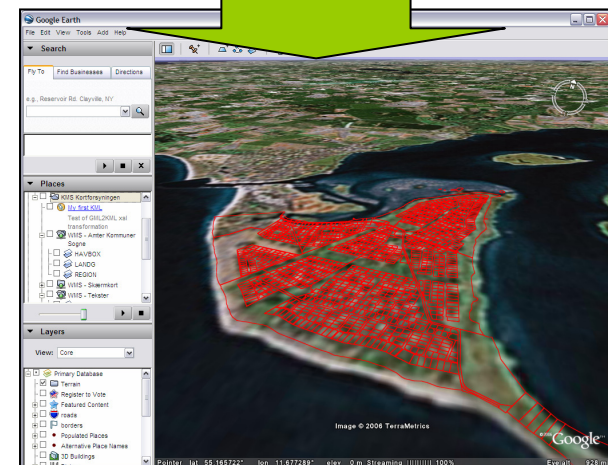 Google Earth
File Edit View Tools Add Help
Search
Fly To Find Businesses Directions
e.g., Reservoir Rd. Clayville, NY
Places
KMS Kortforsyningen
My first KML
Test of GML2KML xsl
transformation
WMS - Amter Kommuner
Sogne
HAVBOX
LANDG
REGION
WMS - Skærmkort
WMS - Tekster
Layers
View: Core
Primary Database
Terrain
Register to Vote
Featured Content
roads
borders
Populated Places
Alternative Place Names
3D Buildings
Image © 2006 TerraMetrics
Google
Pointer lat 55.165722° lon 11.677289° elev 0 m Streaming |||||||||| 100% Eye alt 928 m